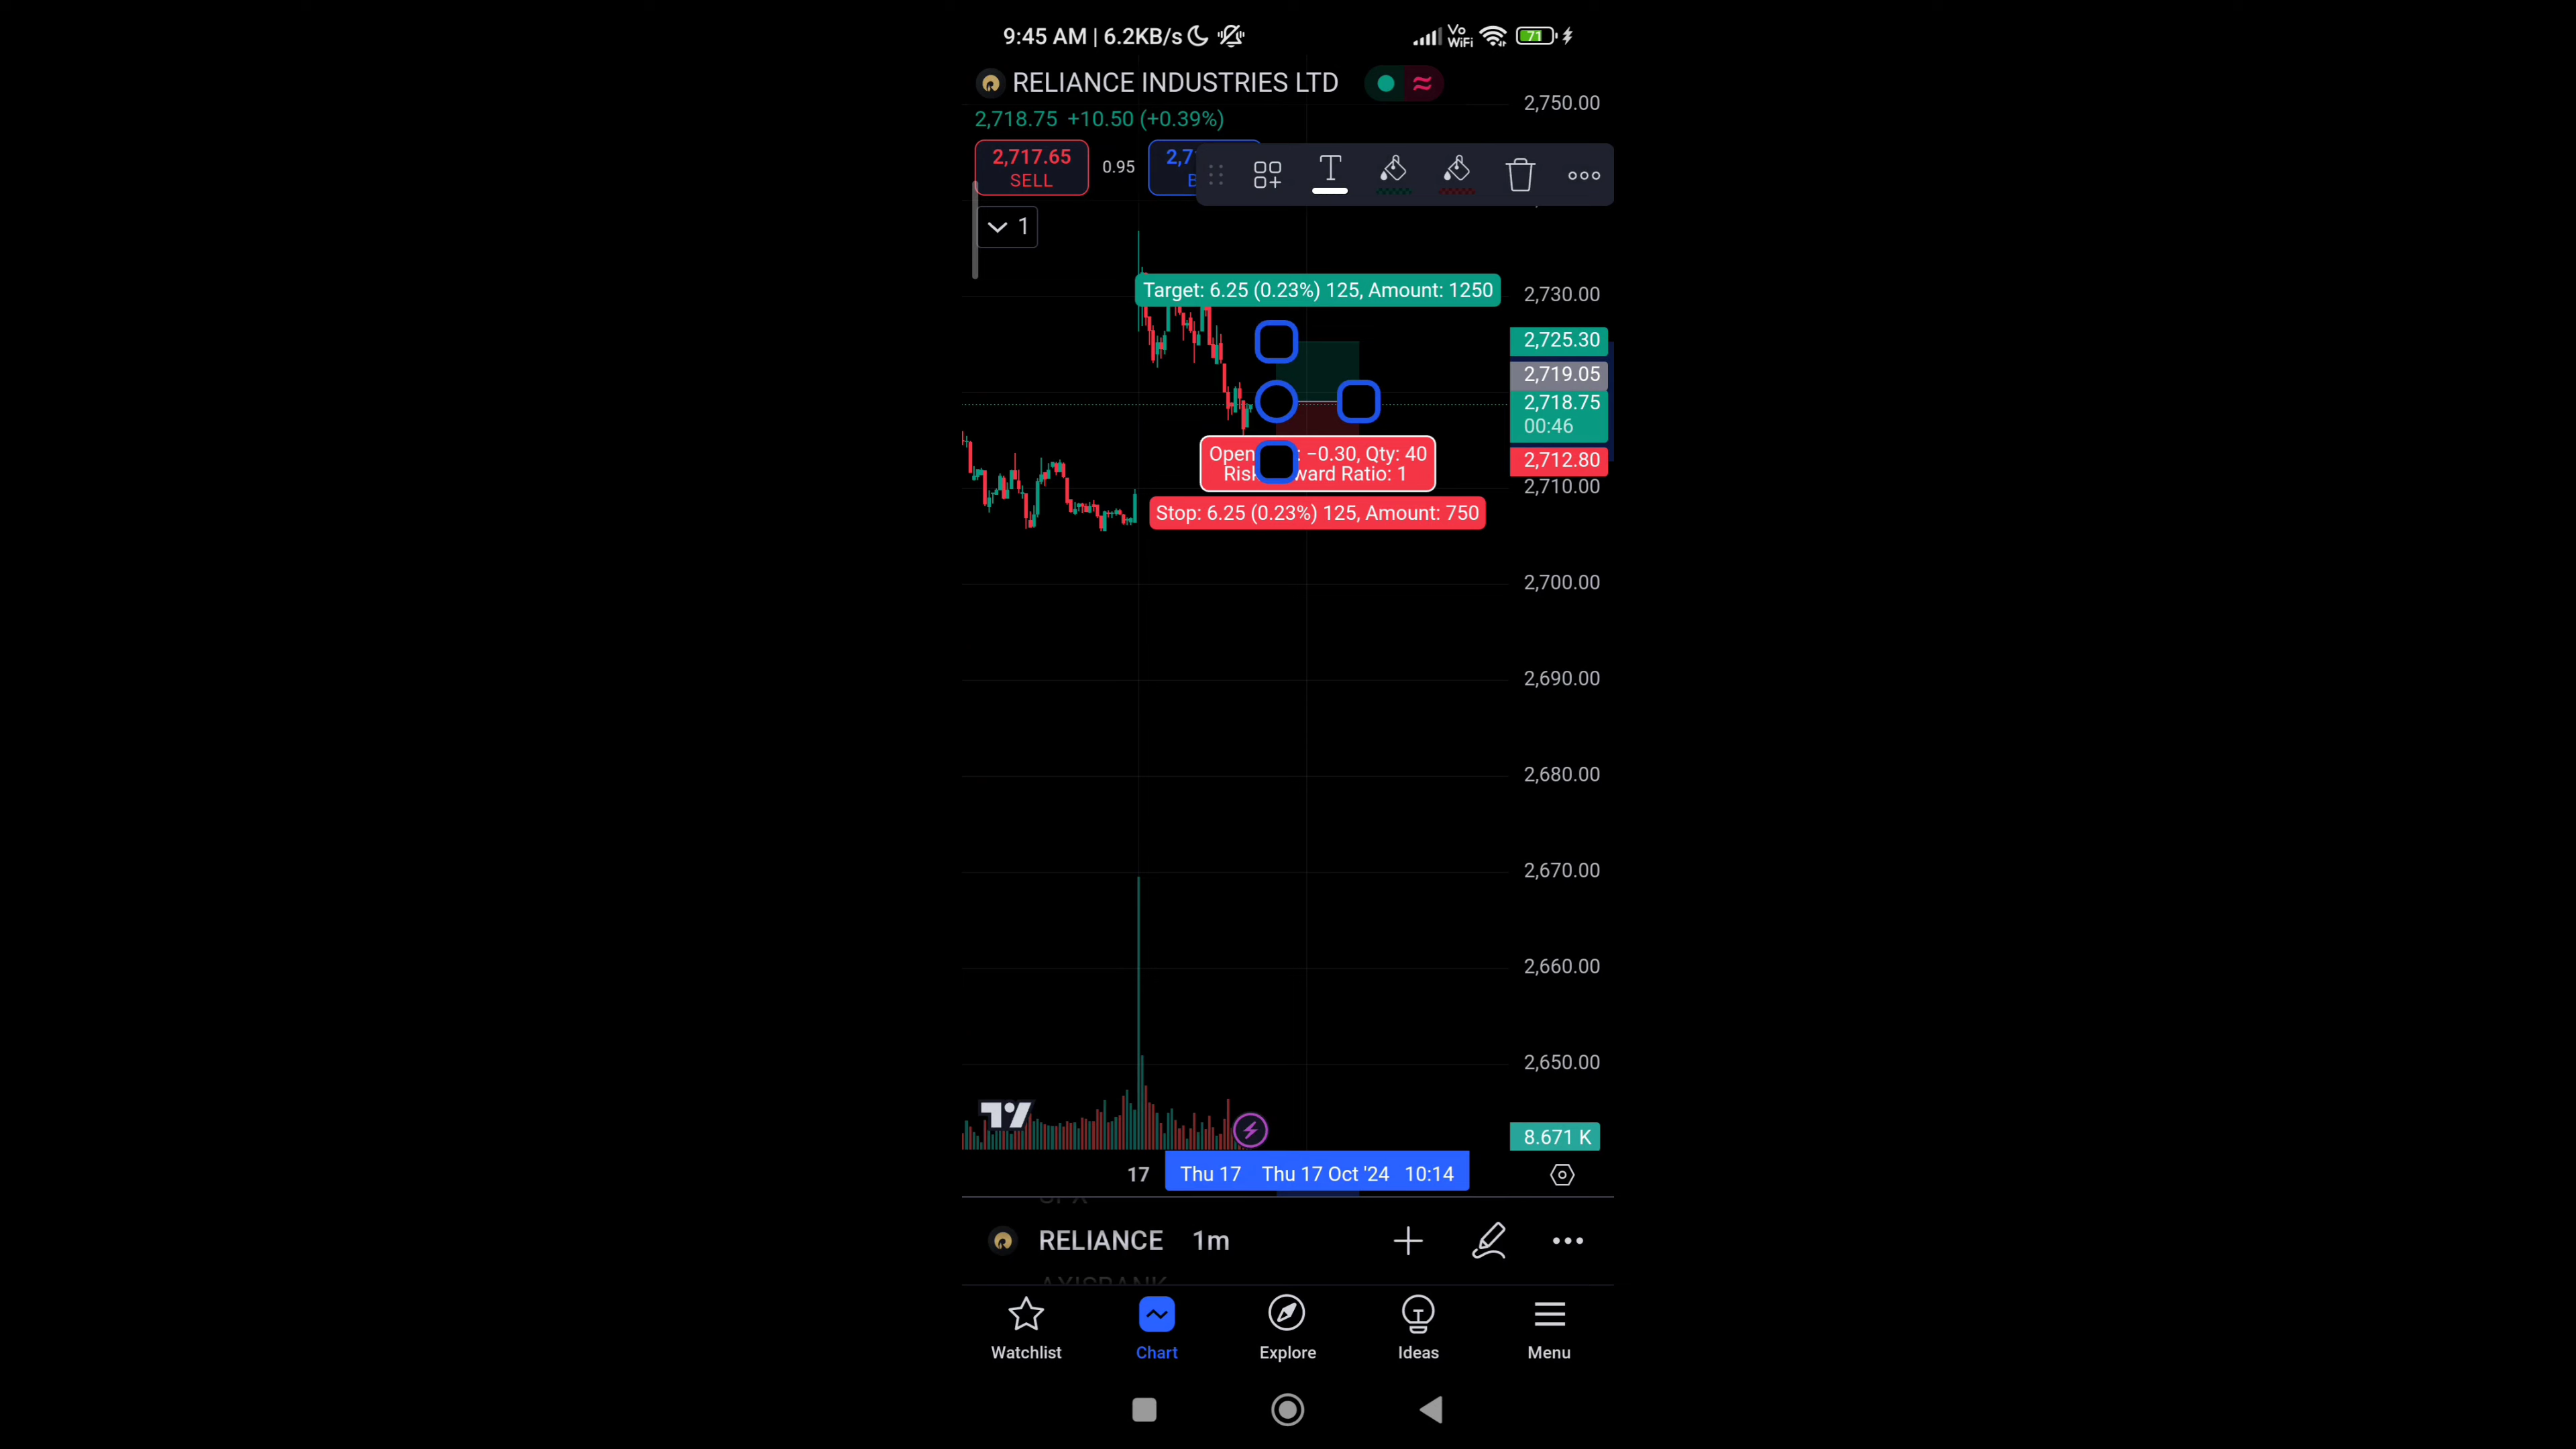 9:45 AM | 6.2KB/s
Vo
WiFi
71
RELIANCE INDUSTRIES LTD
2,718.75 +10.50 (+0.39%)
2,717.65
SELL
0.95
1
2,750.00
Target: 6.25 (0.23%) 125, Amount: 1250
2,730.00
2,725.30
2,719.05
2,718.75
00:46
−0.30, Qty: 40
Ratio: 1
2,712.80
2,710.00
Stop: 6.25 (0.23%) 125, Amount: 750
2,700.00
2,690.00
2,680.00
2,670.00
2,660.00
2,650.00
8.671 K
17
Thu 17
Thu 17 Oct '24 10:14
RELIANCE 1m
Watchlist
Chart
Explore
Ideas
Menu